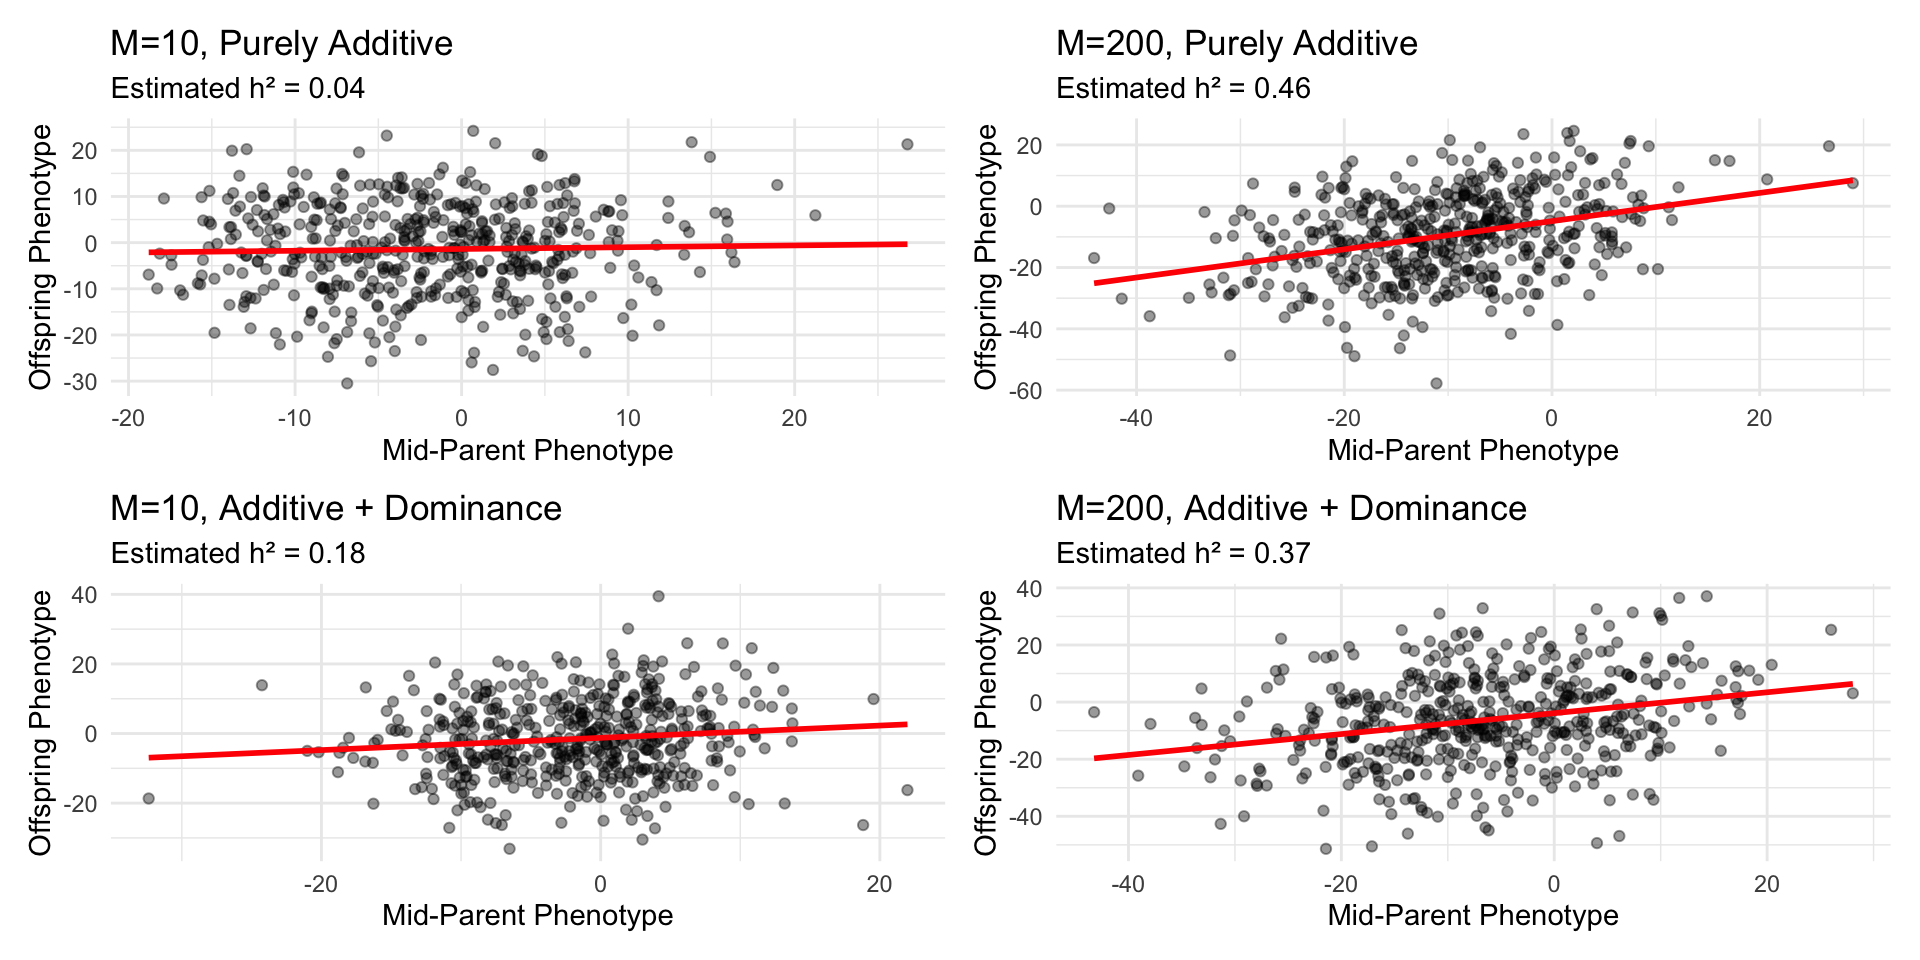 M=10, Purely Additive
Estimated h² = 0.04
Offspring Phenotype
20
10
0
-10
-20
-30
-20
-10
0
10
20
Mid-Parent Phenotype
M=200, Purely Additive
Estimated h² = 0.46
Offspring Phenotype
20
0
-20
-40
-60
-40
-20
0
20
Mid-Parent Phenotype
M=10, Additive + Dominance
Estimated h² = 0.18
Offspring Phenotype
40
20
0
-20
-20
0
20
Mid-Parent Phenotype
M=200, Additive + Dominance
Estimated h² = 0.37
Offspring Phenotype
40
20
0
-20
-40
-40
-20
0
20
Mid-Parent Phenotype